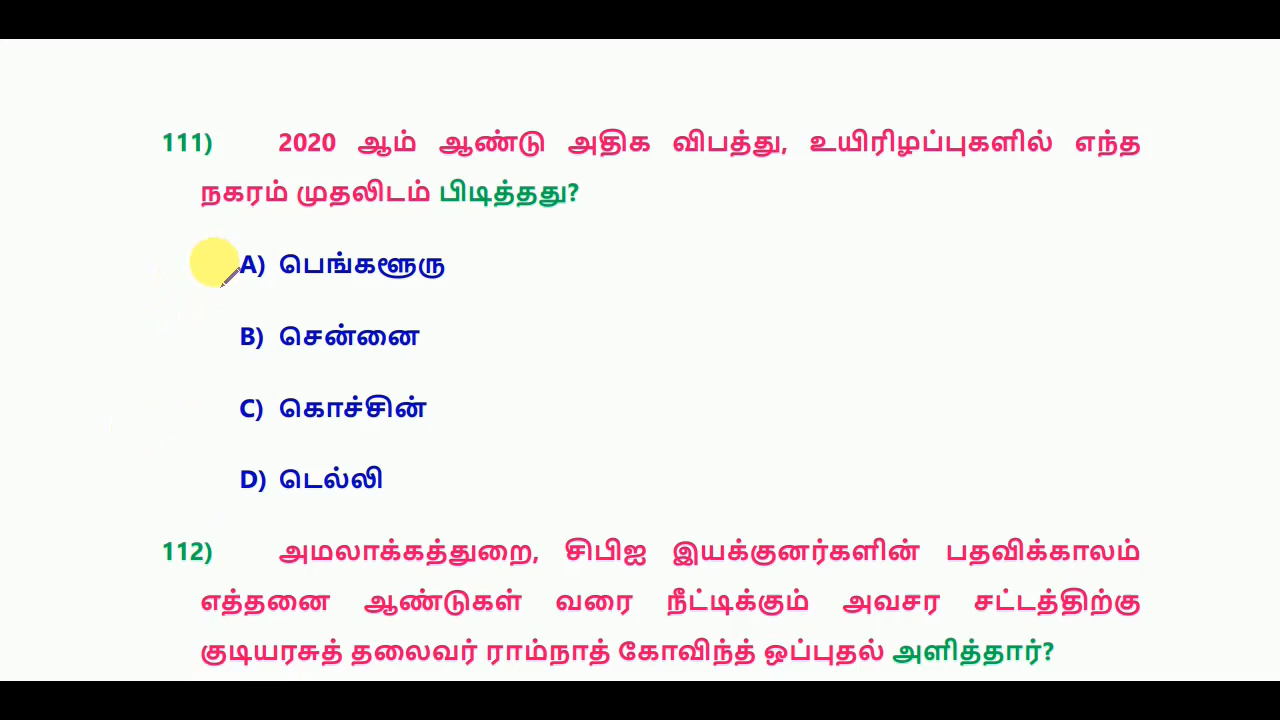 111) 2020 ஆம் ஆண்டு அதிக விபத்து, உயிரிழப்புகளில் எந்த
நகரம் முதலிடம் பிடித்தது?
A) பெங்களூரு
B) சென்னை
C) கொச்சின்
D) டெல்லி
112) அமலாக்கத்துறை, சிபிஐ இயக்குனர்களின் பதவிக்காலம்
எத்தனை ஆண்டுகள் வரை நீட்டிக்கும் அவசர சட்டத்திற்கு
குடியரசுத் தலைவர் ராம்நாத் கோவிந்த் ஒப்புதல் அளித்தார்?